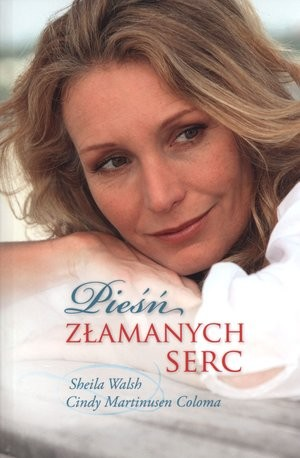 Pieśń
ZŁAMANYCH
SERC
Sheila Walsh
Cindy Martinusen Coloma